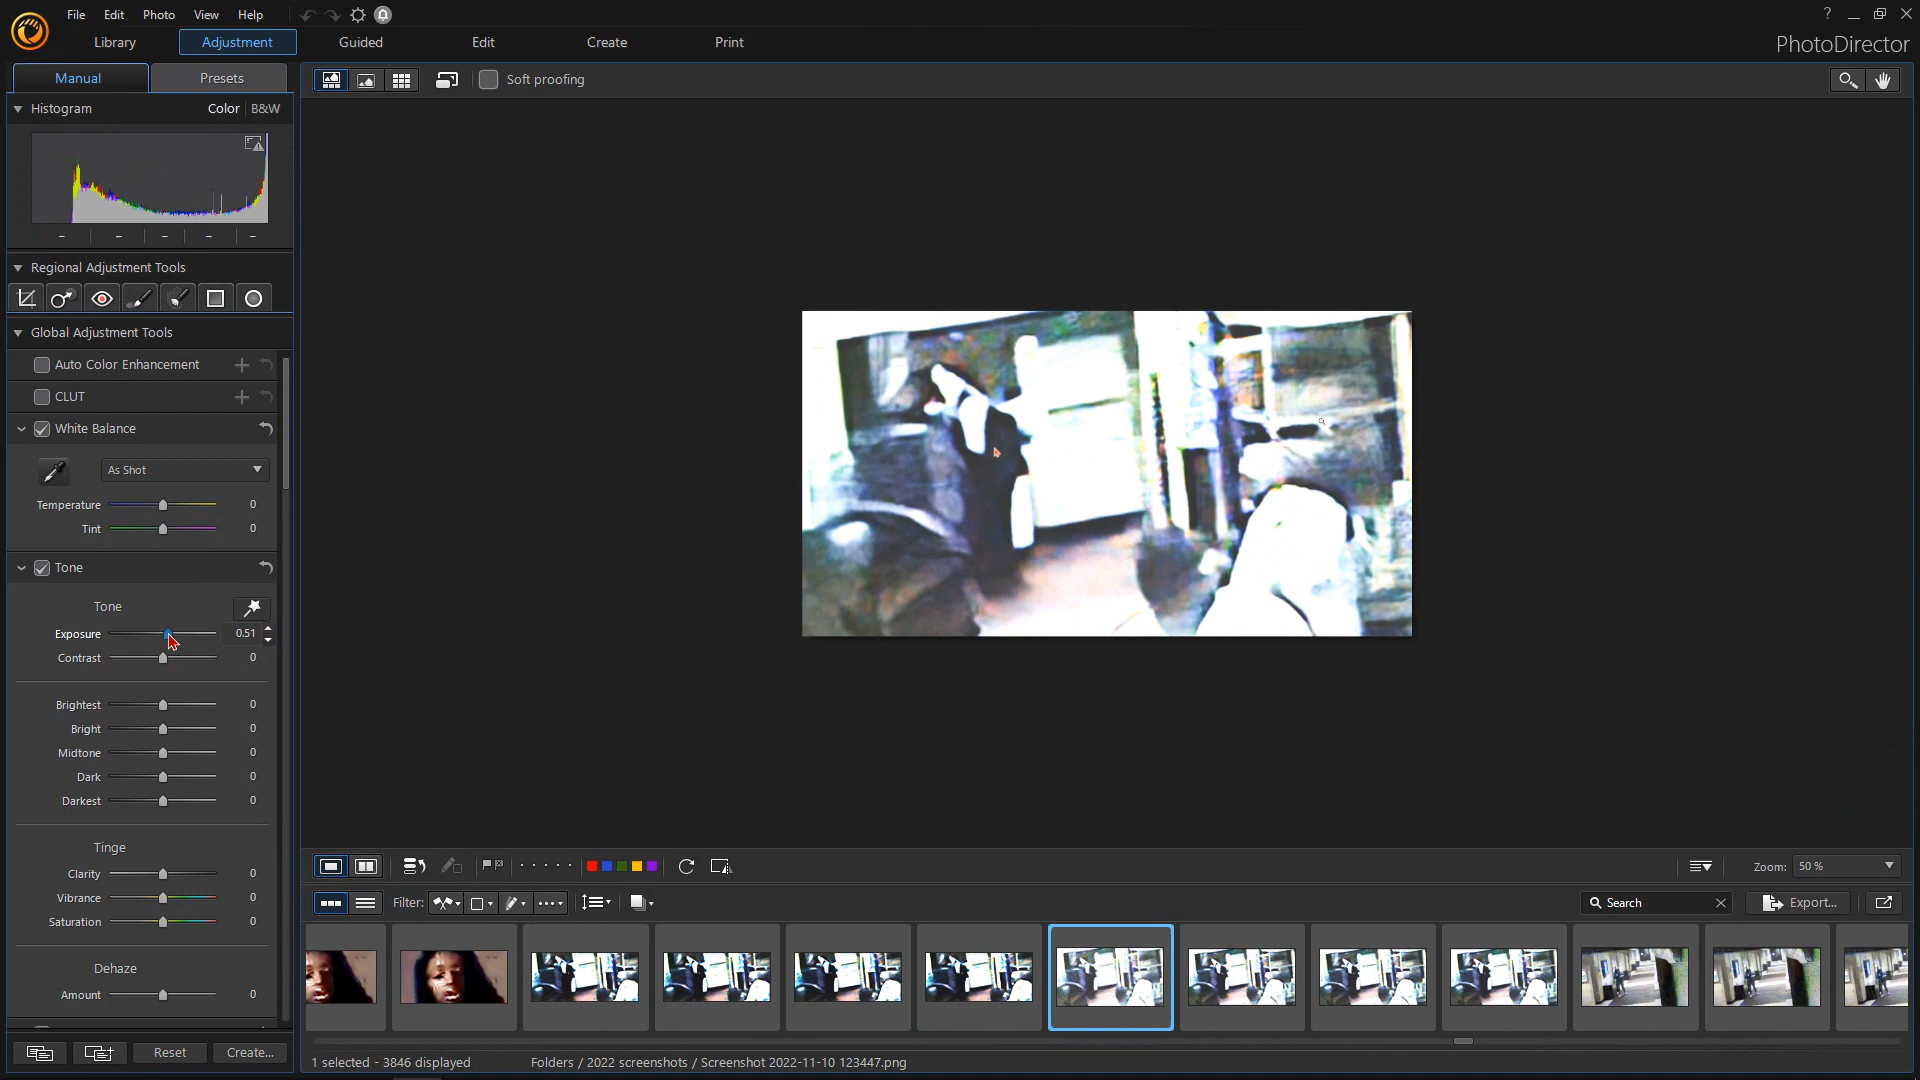 File Edit Photo View Help
?
Library Adjustment Guided Edit Create Print
PhotoDirector
Manual Presets
Soft proofing
Histogram Color B&W
Regional Adjustment Tools
Global Adjustment Tools
Auto Color Enhancement
CLUT
White Balance
As Shot
Temperature 0
Tint 0
Tone
Tone
Exposure 0.51
Contrast 0
Brightest 0
Bright 0
Midtone 0
Dark 0
Darkest 0
Tinge
Clarity 0
Vibrance 0
Saturation 0
Dehaze
Amount 0
Reset Create...
Zoom: 50 %
Filter:
Search
Export...
1 selected - 3846 displayed
Folders / 2022 screenshots / Screenshot 2022-11-10 123447.png